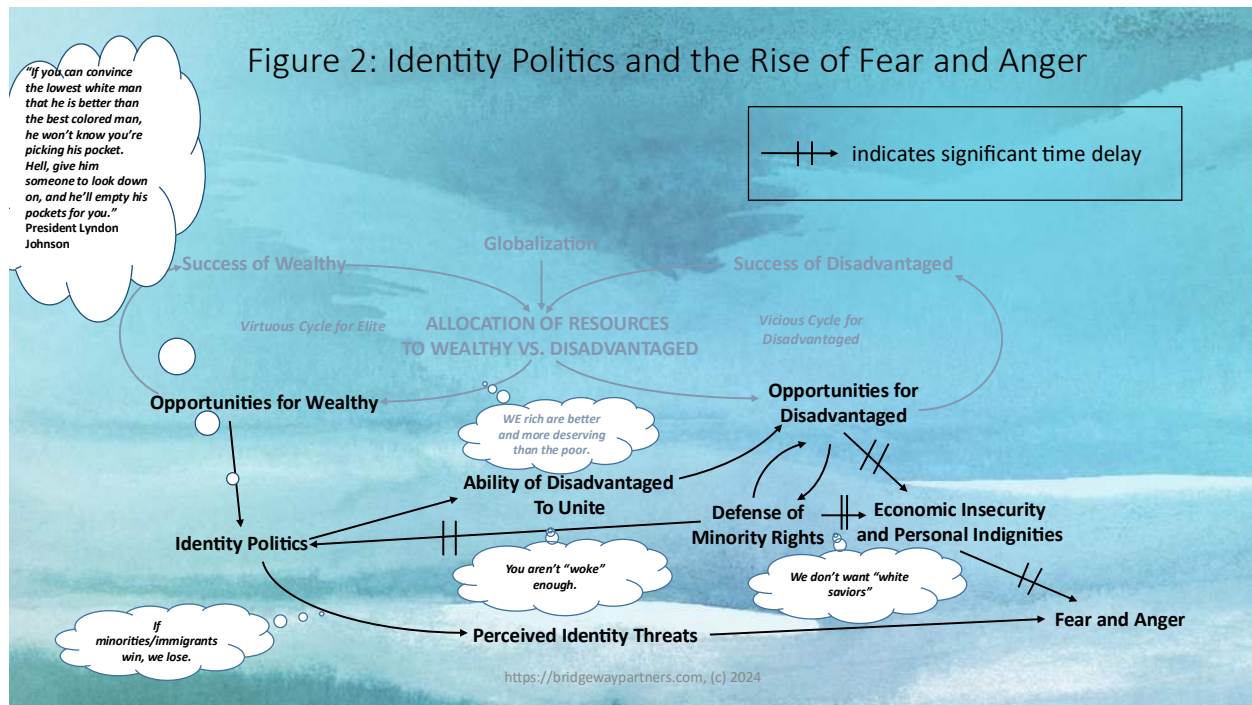 Figure 2: Identity Politics and the Rise of Fear and Anger
“If you can convince
the lowest white man
that he is better than
the best colored man,
he won’t know you’re
picking his pocket.
Hell, give him
someone to look down
on, and he’ll empty his
pockets for you.”
President Lyndon
Johnson
indicates significant time delay
Globalization
Success of Wealthy
Success of Disadvantaged
Virtuous Cycle for Elite
ALLOCATION OF RESOURCES
TO WEALTHY VS. DISADVANTAGED
Vicious Cycle for
Disadvantaged
Opportunities for Wealthy
Opportunities for
Disadvantaged
WE rich are better
and more deserving
than the poor.
Ability of Disadvantaged
To Unite
Defense of
Minority Rights
Economic Insecurity
and Personal Indignities
Identity Politics
You aren’t “woke”
enough.
We don’t want “white
saviors”
If
minorities/immigrants
win, we lose.
Perceived Identity Threats
Fear and Anger
https://bridgewaypartners.com, (c) 2024